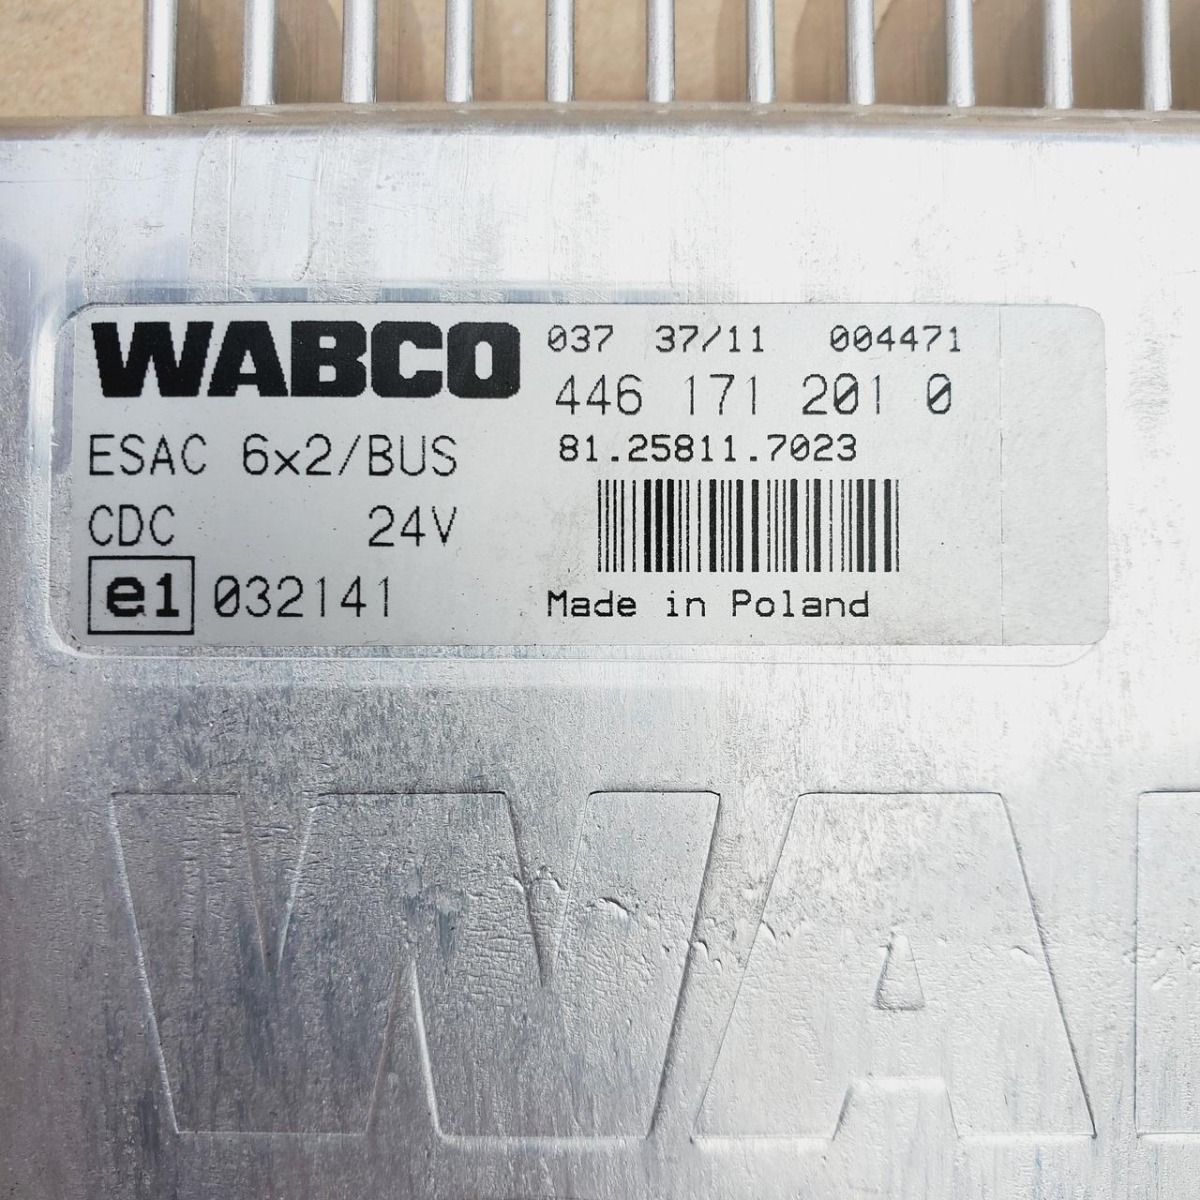 WABCO 037 37/11 004471
446 171 201 0
ESAC 6x2/BUS 81.25811.7023
CDC 24V
e1 032141 Made in Poland
WA